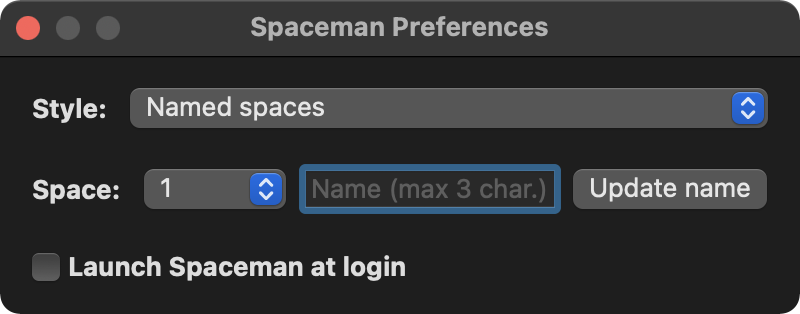 Spaceman Preferences
Style: Named spaces
Space: 1 Name (max 3 char.) Update name
Launch Spaceman at login